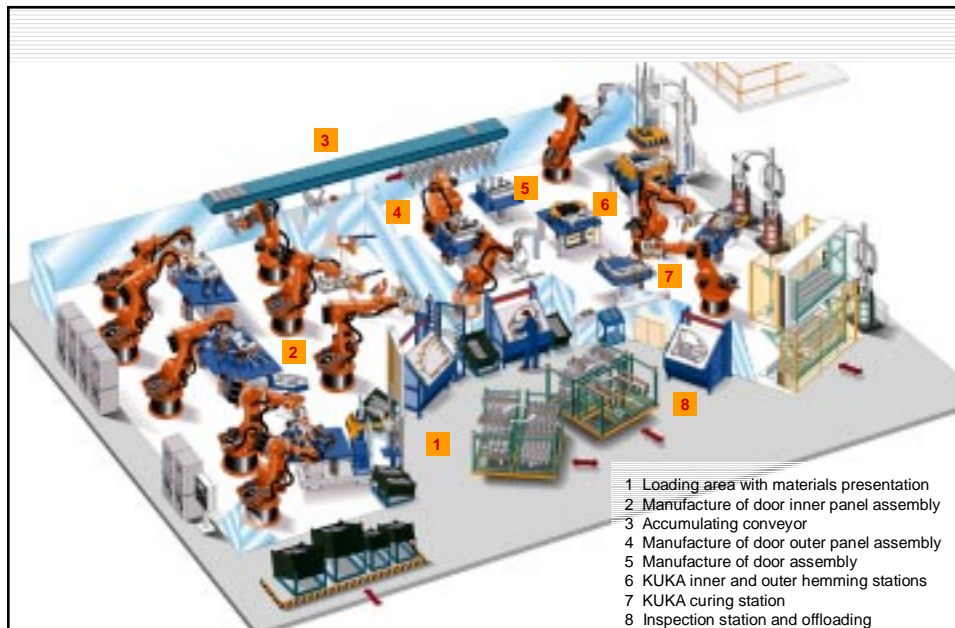 3
5
4
6
7
2
8
1
1 Loading area with materials presentation
2 Manufacture of door inner panel assembly
3 Accumulating conveyor
4 Manufacture of door outer panel assembly
5 Manufacture of door assembly
6 KUKA inner and outer hemming stations
7 KUKA curing station
8 Inspection station and offloading